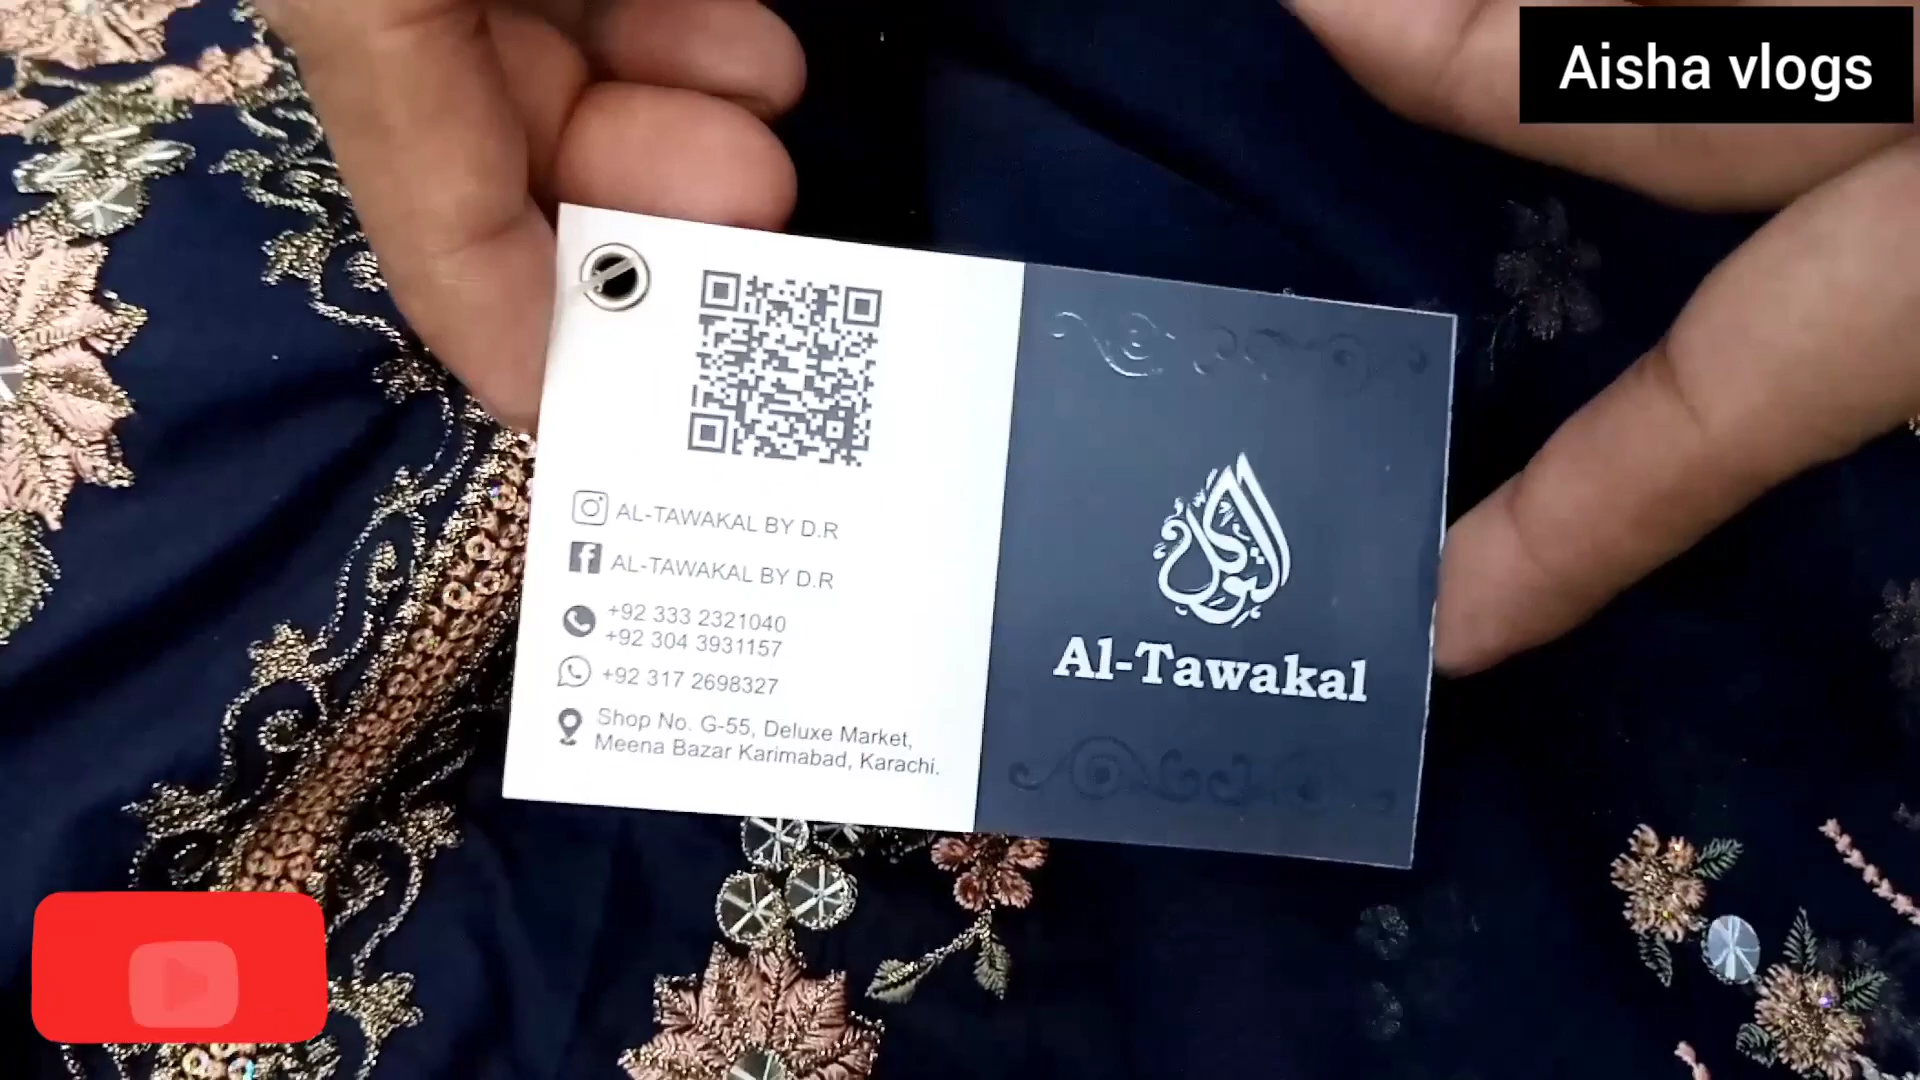 Aisha vlogs
AL-TAWAKAL BY D.R
AL-TAWAKAL BY D.R
+92 333 2321040
+92 304 3931157
+92 317 2698327
Shop No. G-55, Deluxe Market,
Meena Bazar Karimabad, Karachi.
التوكل
Al-Tawakal